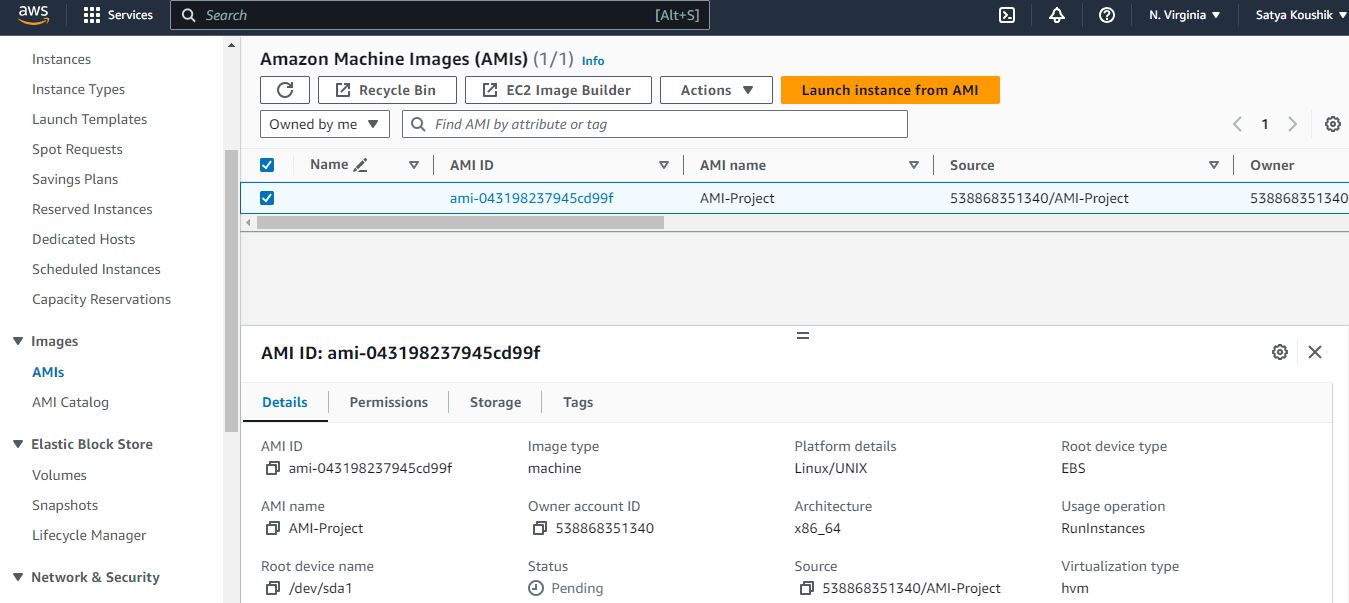 aws Services Search [Alt+S] N. Virginia Satya Koushik
Instances
Instance Types
Launch Templates
Spot Requests
Savings Plans
Reserved Instances
Dedicated Hosts
Scheduled Instances
Capacity Reservations
Images
AMIs
AMI Catalog
Elastic Block Store
Volumes
Snapshots
Lifecycle Manager
Network & Security
Amazon Machine Images (AMIs) (1/1) Info
Recycle Bin EC2 Image Builder Actions Launch instance from AMI
Owned by me Find AMI by attribute or tag 1
Name AMI ID AMI name Source Owner
ami-043198237945cd99f AMI-Project 538868351340/AMI-Project 538868351340
AMI ID: ami-043198237945cd99f
Details Permissions Storage Tags
AMI ID Image type Platform details Root device type
ami-043198237945cd99f machine Linux/UNIX EBS
AMI name Owner account ID Architecture Usage operation
AMI-Project 538868351340 x86_64 RunInstances
Root device name Status Source Virtualization type
/dev/sda1 Pending 538868351340/AMI-Project hvm